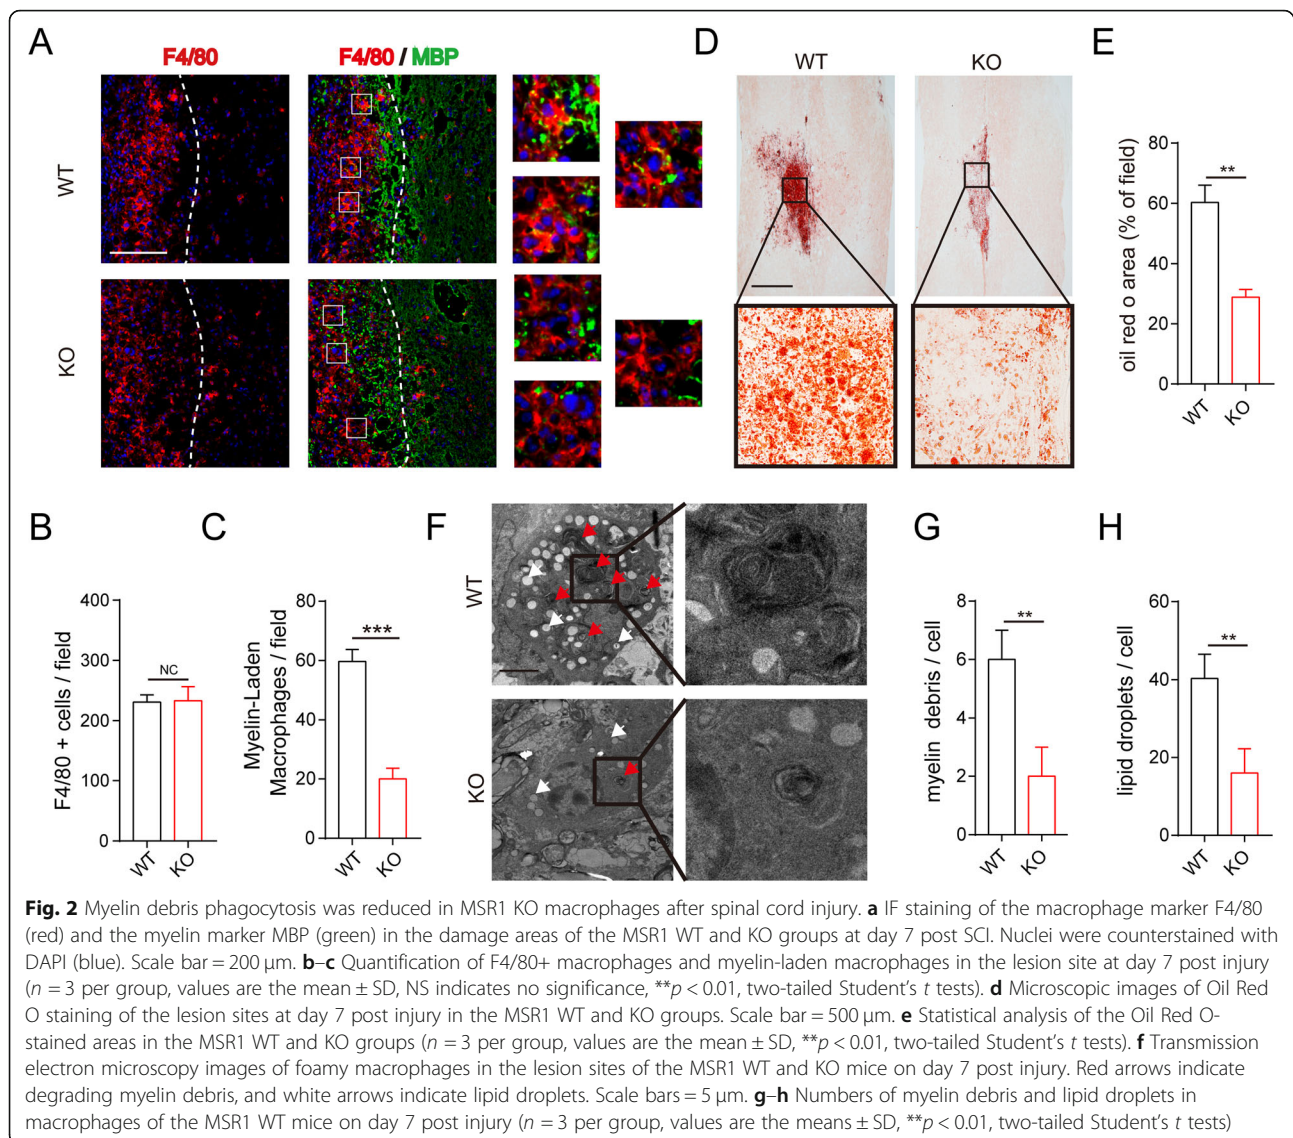 A
F4/80
F4/80 / MBP
WT
KO
D
WT
KO
E
oil red o area (% of field)
80
60
40
20
0
**
WT
KO
B
F4/80 + cells / field
400
300
200
100
0
NC
WT
KO
C
Myelin-Laden
Macrophages / field
80
60
40
20
0
***
WT
KO
F
WT
KO
G
myelin debris / cell
8
6
4
2
0
**
WT
KO
H
lipid droplets / cell
60
40
20
0
**
WT
KO
Fig. 2 Myelin debris phagocytosis was reduced in MSR1 KO macrophages after spinal cord injury. a IF staining of the macrophage marker F4/80
(red) and the myelin marker MBP (green) in the damage areas of the MSR1 WT and KO groups at day 7 post SCI. Nuclei were counterstained with
DAPI (blue). Scale bar = 200 μm. b–c Quantification of F4/80+ macrophages and myelin-laden macrophages in the lesion site at day 7 post injury
(n = 3 per group, values are the mean ± SD, NS indicates no significance, **p < 0.01, two-tailed Student's t tests). d Microscopic images of Oil Red
O staining of the lesion sites at day 7 post injury in the MSR1 WT and KO groups. Scale bar = 500 μm. e Statistical analysis of the Oil Red O-
stained areas in the MSR1 WT and KO groups (n = 3 per group, values are the mean ± SD, **p < 0.01, two-tailed Student's t tests). f Transmission
electron microscopy images of foamy macrophages in the lesion sites of the MSR1 WT and KO mice on day 7 post injury. Red arrows indicate
degrading myelin debris, and white arrows indicate lipid droplets. Scale bars = 5 μm. g–h Numbers of myelin debris and lipid droplets in
macrophages of the MSR1 WT mice on day 7 post injury (n = 3 per group, values are the means ± SD, **p < 0.01, two-tailed Student's t tests)